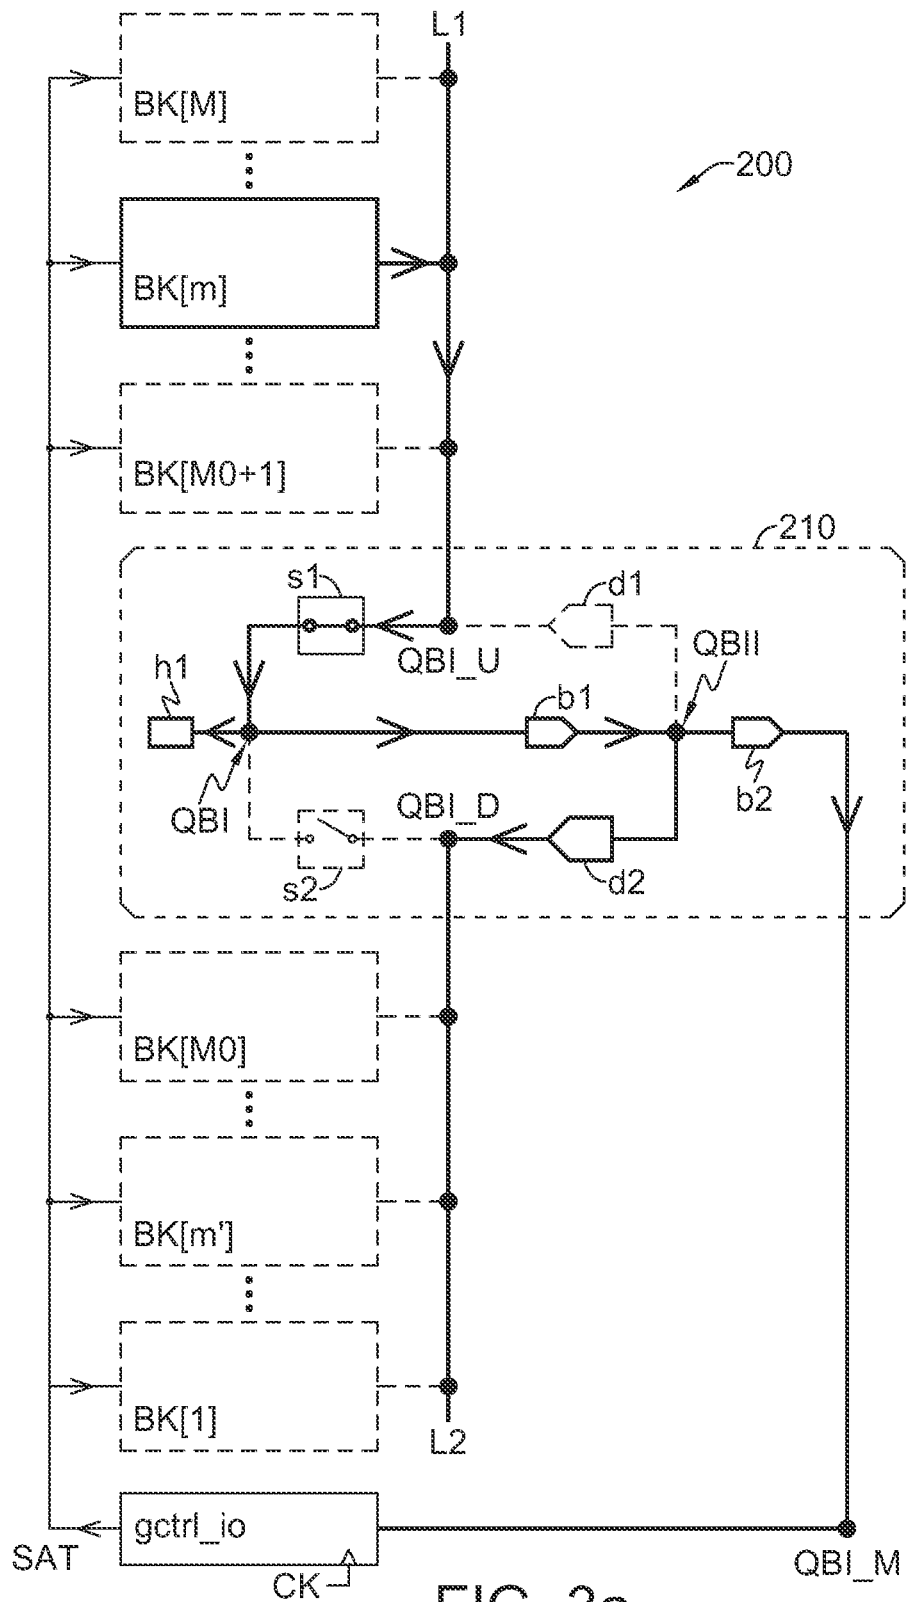 L1
BK[M]
200
BK[m]
BK[M0+1]
210
s1
d1
QBI_U
QBII
h1
b1
QBI
QBI_D
b2
s2
d2
BK[M0]
BK[m']
BK[1]
L2
gctrl_io
SAT
CK
QBI_M
FIG.